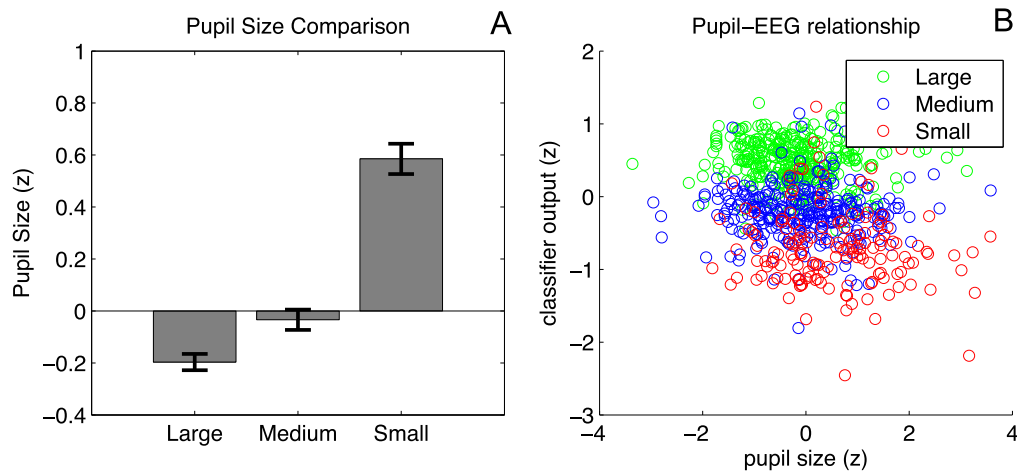 Pupil Size Comparison
A
1
0.8
0.6
0.4
0.2
0
−0.2
−0.4
Pupil Size (z)
Large
Medium
Small
Pupil−EEG relationship
B
Large
Medium
Small
2
1
0
−1
−2
−3
classifier output (z)
−4
−2
0
2
4
pupil size (z)